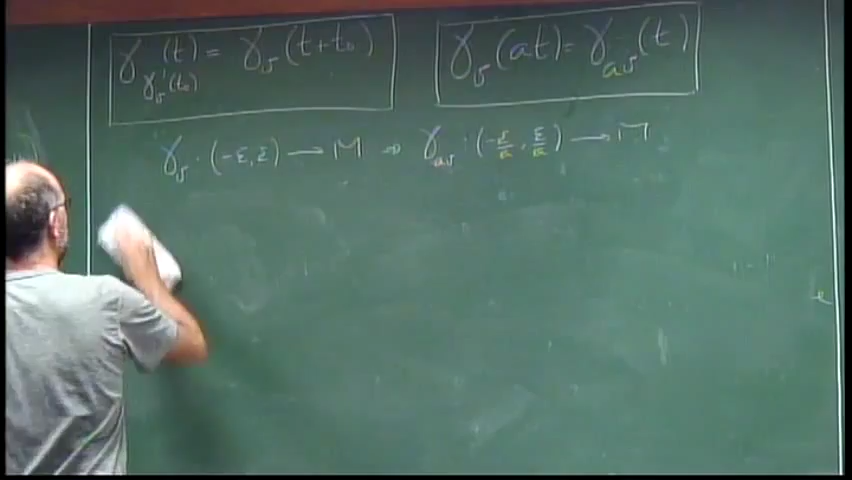 γ_{γ_v'(t₀)}(t) = γ_v(t+t₀)
γ_v(at) = γ_{av}(t)
γ_v : (-ε, ε) ⟶ M ⇒ γ_{av} : (-ε/a, ε/a) ⟶ M